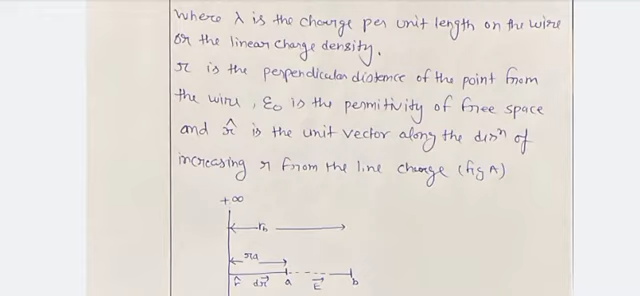 where λ is the charge per unit length on the wire
or the linear charge density.
r is the perpendicular distance of the point from
the wire, ε₀ is the permitivity of free space
and r̂ is the unit vector along the dirⁿ of
increasing r from the line charge (fig A)
+∞
r_b
r_a
r̂ dr⃗ a E⃗ b